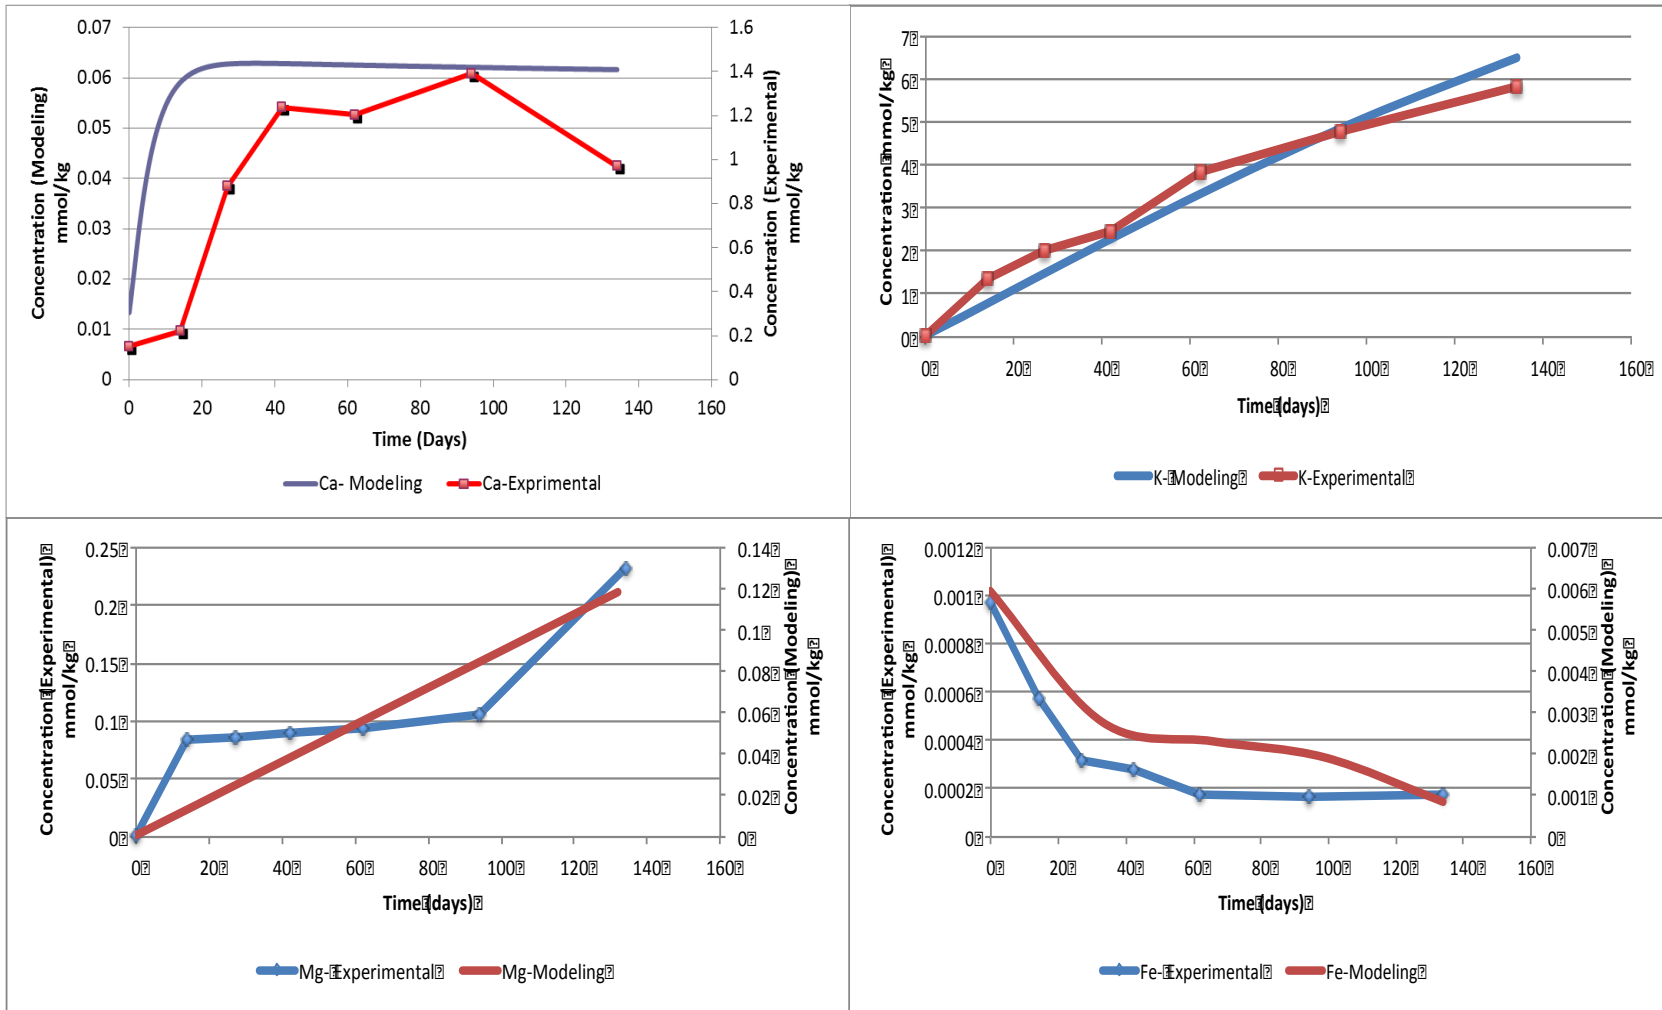 Concentration (Modeling)
mmol/kg
0.07
0.06
0.05
0.04
0.03
0.02
0.01
0
1.6
1.4
1.2
1
0.8
0.6
0.4
0.2
0
Concentration (Experimental)
mmol/kg
0 20 40 60 80 100 120 140 160
Time (Days)
Ca- Modeling Ca-Exprimental
Concentration mmol/kg
7
6
5
4
3
2
1
0
0 20 40 60 80 100 120 140 160
Time (days)
K- Modeling K-Experimental
Concentration (Experimental)
mmol/kg
0.25
0.2
0.15
0.1
0.05
0
0.14
0.12
0.1
0.08
0.06
0.04
0.02
0
Concentration (Modeling)
mmol/kg
0 20 40 60 80 100 120 140 160
Time (days)
Mg- Experimental Mg-Modeling
Concentration (Experimental)
mmol/kg
0.0012
0.001
0.0008
0.0006
0.0004
0.0002
0
0.007
0.006
0.005
0.004
0.003
0.002
0.001
0
Concentration (Modeling)
mmol/kg
0 20 40 60 80 100 120 140 160
Time (days)
Fe- Experimental Fe-Modeling